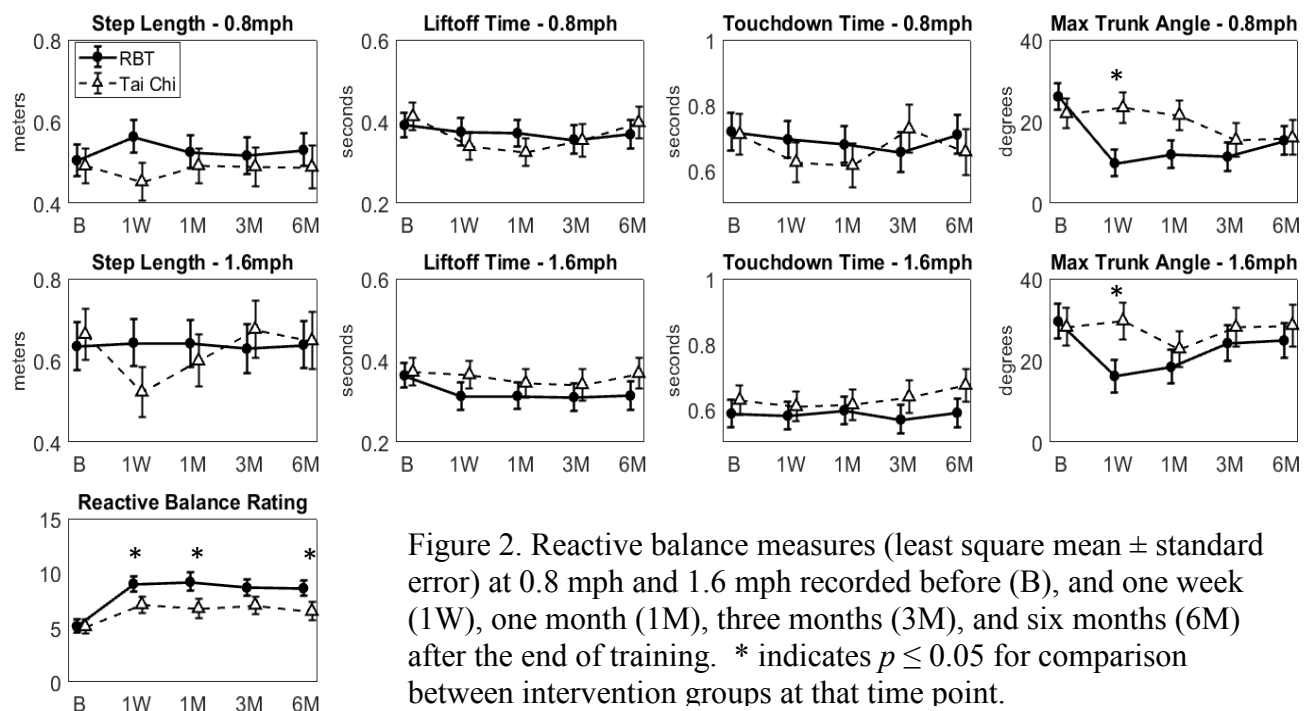 Step Length - 0.8mph
0.8
0.6
0.4
meters
RBT
Tai Chi
B 1W 1M 3M 6M
Liftoff Time - 0.8mph
0.6
0.4
0.2
seconds
B 1W 1M 3M 6M
Touchdown Time - 0.8mph
1
0.8
0.6
seconds
B 1W 1M 3M 6M
Max Trunk Angle - 0.8mph
40
20
0
degrees
*
B 1W 1M 3M 6M
Step Length - 1.6mph
0.8
0.6
0.4
meters
B 1W 1M 3M 6M
Liftoff Time - 1.6mph
0.6
0.4
0.2
seconds
B 1W 1M 3M 6M
Touchdown Time - 1.6mph
1
0.8
0.6
seconds
B 1W 1M 3M 6M
Max Trunk Angle - 1.6mph
40
20
0
degrees
*
B 1W 1M 3M 6M
Reactive Balance Rating
15
10
5
0
* * *
B 1W 1M 3M 6M
Figure 2. Reactive balance measures (least square mean ± standard
error) at 0.8 mph and 1.6 mph recorded before (B), and one week
(1W), one month (1M), three months (3M), and six months (6M)
after the end of training. * indicates p ≤ 0.05 for comparison
between intervention groups at that time point.